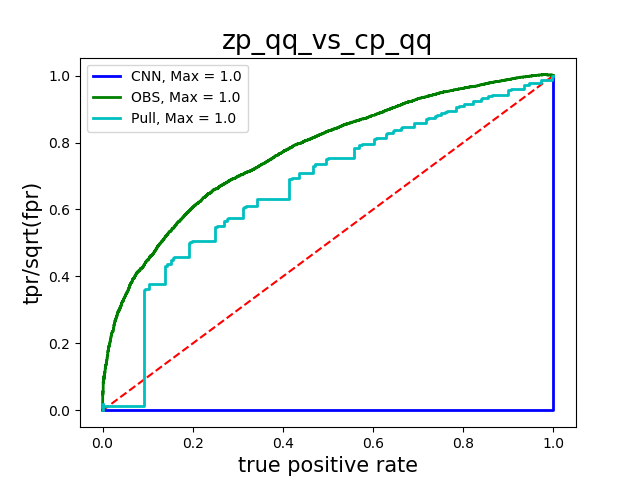 zp_qq_vs_cp_qq
CNN, Max = 1.0
OBS, Max = 1.0
Pull, Max = 1.0
tpr/sqrt(fpr)
1.0
0.8
0.6
0.4
0.2
0.0
0.0 0.2 0.4 0.6 0.8 1.0
true positive rate